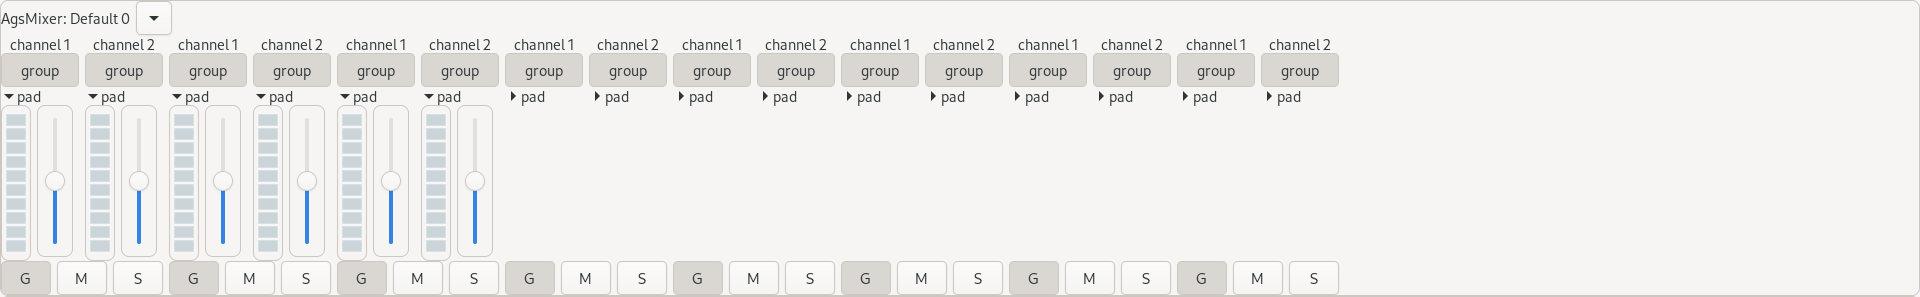 AgsMixer: Default 0
channel 1 channel 2 channel 1 channel 2 channel 1 channel 2 channel 1 channel 2 channel 1 channel 2 channel 1 channel 2 channel 1 channel 2 channel 1 channel 2
group group group group group group group group group group group group group group group group
pad pad pad pad pad pad pad pad pad pad pad pad pad pad pad pad
G M S G M S G M S G M S G M S G M S G M S G M S